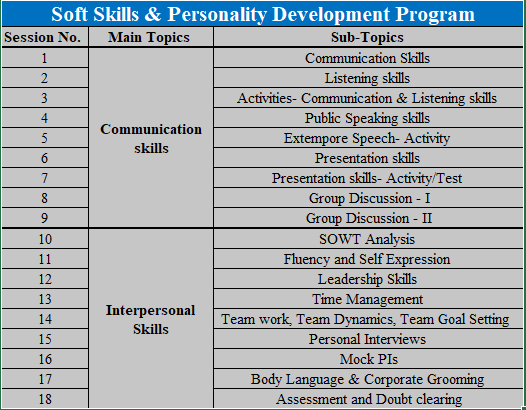 Soft Skills & Personality Development Program
Session No. Main Topics Sub-Topics
1 Communication Skills
2 Listening skills
3 Activities- Communication & Listening skills
4 Public Speaking skills
Communication skills
5 Extempore Speech- Activity
6 Presentation skills
7 Presentation skills- Activity/Test
8 Group Discussion - I
9 Group Discussion - II
10 SOWT Analysis
11 Fluency and Self Expression
12 Leadership Skills
13 Time Management
Interpersonal Skills
14 Team work, Team Dynamics, Team Goal Setting
15 Personal Interviews
16 Mock PIs
17 Body Language & Corporate Grooming
18 Assessment and Doubt clearing